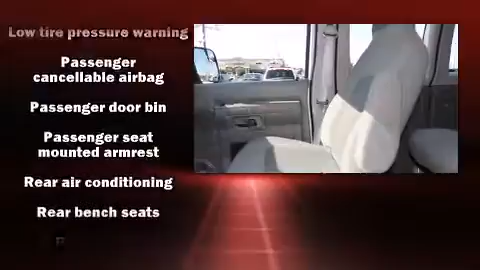 Low tire pressure warning
Passenger
cancellable airbag
Passenger door bin
Passenger seat
mounted armrest
Rear air conditioning
Rear bench seats